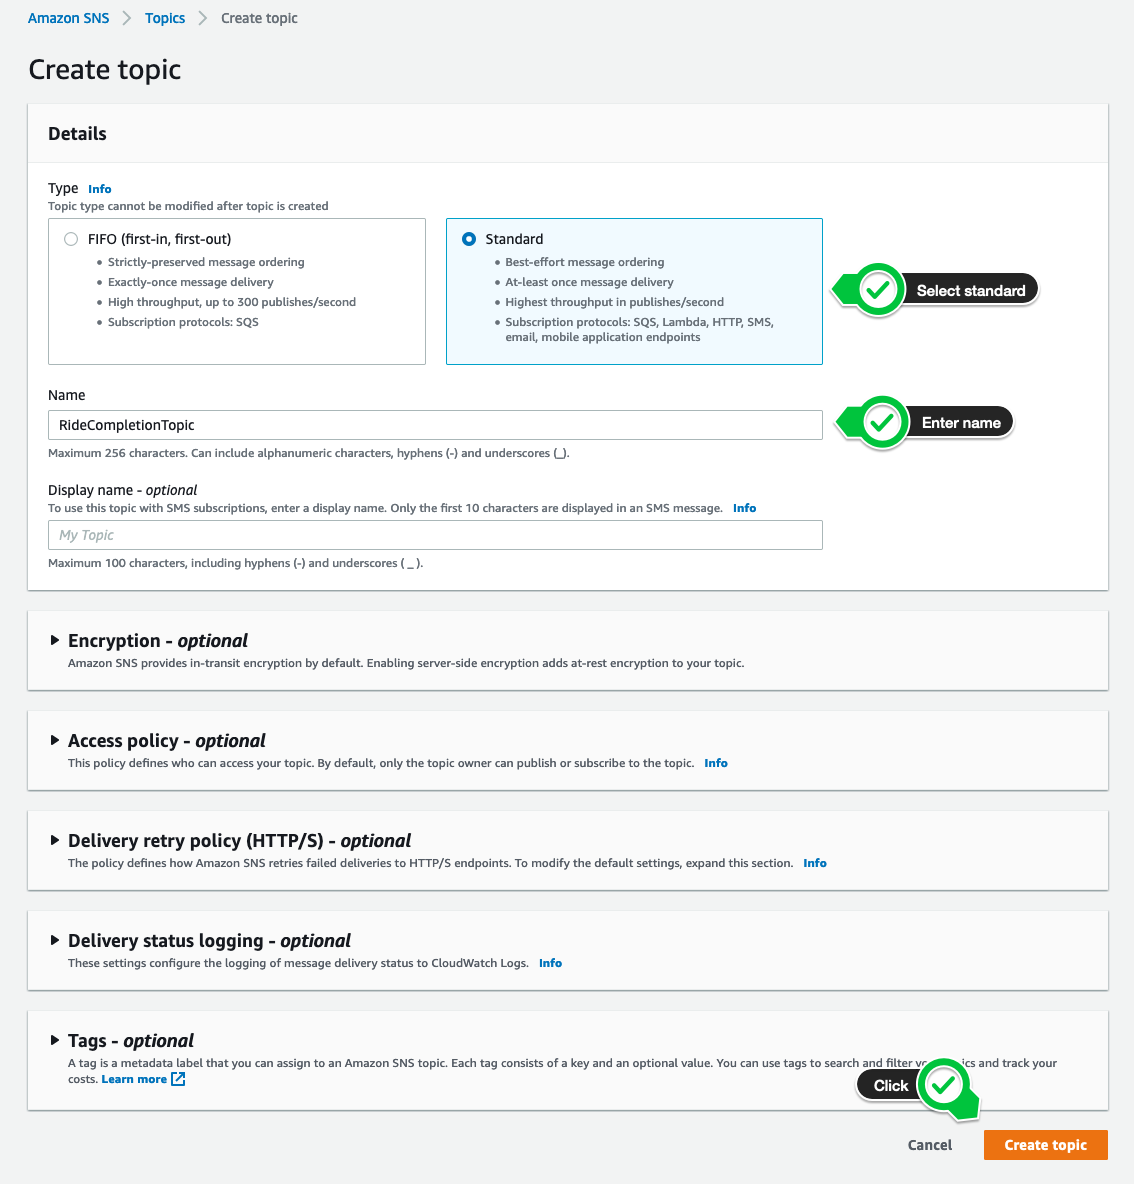 Amazon SNS > Topics > Create topic
Create topic
Details
Type Info
Topic type cannot be modified after topic is created
FIFO (first-in, first-out)
• Strictly-preserved message ordering
• Exactly-once message delivery
• High throughput, up to 300 publishes/second
• Subscription protocols: SQS
Standard
• Best-effort message ordering
• At-least once message delivery
• Highest throughput in publishes/second
• Subscription protocols: SQS, Lambda, HTTP, SMS,
email, mobile application endpoints
Select standard
Name
RideCompletionTopic
Enter name
Maximum 256 characters. Can include alphanumeric characters, hyphens (-) and underscores (_).
Display name - optional
To use this topic with SMS subscriptions, enter a display name. Only the first 10 characters are displayed in an SMS message. Info
My Topic
Maximum 100 characters, including hyphens (-) and underscores ( _ ).
Encryption - optional
Amazon SNS provides in-transit encryption by default. Enabling server-side encryption adds at-rest encryption to your topic.
Access policy - optional
This policy defines who can access your topic. By default, only the topic owner can publish or subscribe to the topic. Info
Delivery retry policy (HTTP/S) - optional
The policy defines how Amazon SNS retries failed deliveries to HTTP/S endpoints. To modify the default settings, expand this section. Info
Delivery status logging - optional
These settings configure the logging of message delivery status to CloudWatch Logs. Info
Tags - optional
A tag is a metadata label that you can assign to an Amazon SNS topic. Each tag consists of a key and an optional value. You can use tags to search and filter and track your
costs. Learn more
Click
Cancel
Create topic